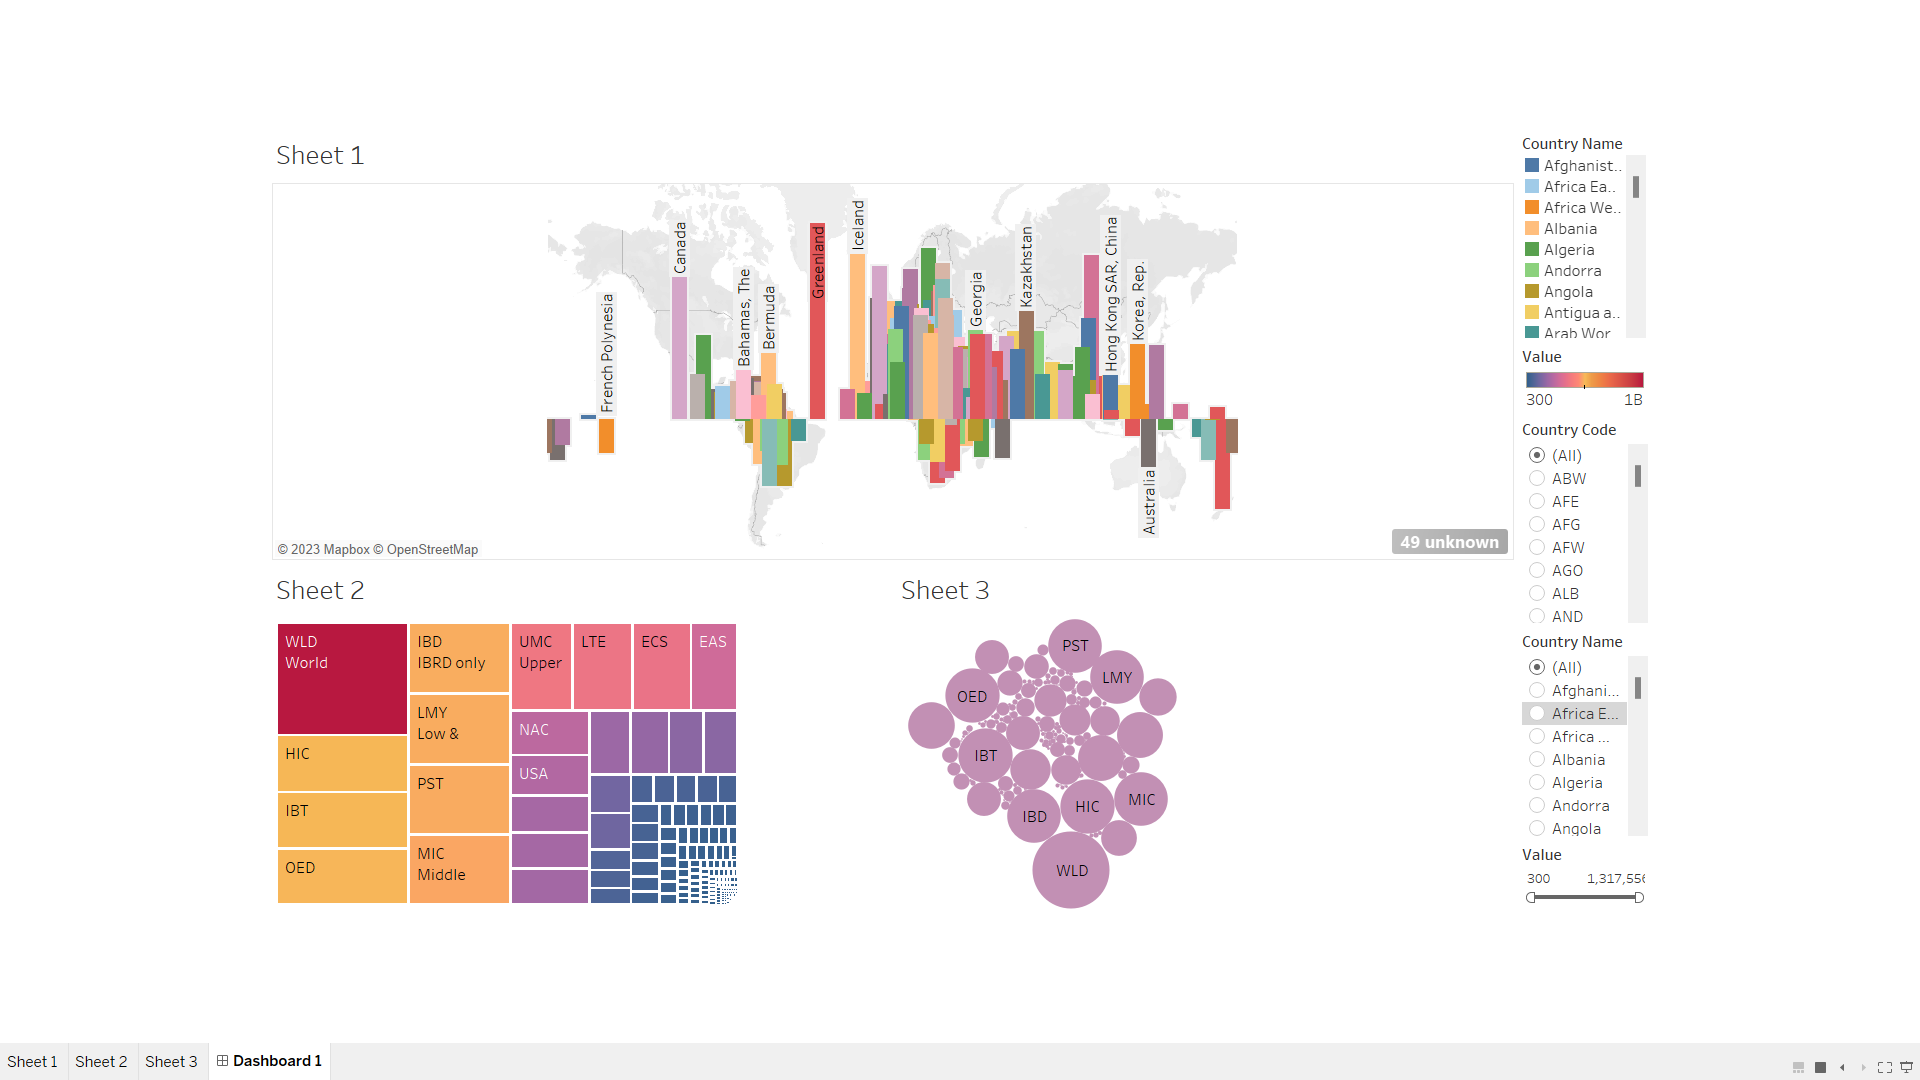 Sheet 1
Canada
French Polynesia
Bahamas, The
Bermuda
Greenland
Iceland
Georgia
Kazakhstan
Hong Kong SAR, China
Korea, Rep.
Australia
© 2023 Mapbox © OpenStreetMap
49 unknown
Sheet 2
WLD
World
HIC
IBT
OED
IBD
IBRD only
LMY
Low &
PST
MIC
Middle
UMC
Upper
LTE
ECS
EAS
NAC
USA
Sheet 3
PST
LMY
OED
IBT
MIC
HIC
IBD
WLD
Country Name
Afghanist..
Africa Ea..
Africa We..
Albania
Algeria
Andorra
Angola
Antigua a..
Arab Wor
Value
300 1B
Country Code
(All)
ABW
AFE
AFG
AFW
AGO
ALB
AND
Country Name
(All)
Afghani...
Africa E...
Africa ...
Albania
Algeria
Andorra
Angola
Value
300 1,317,556
Sheet 1 Sheet 2 Sheet 3 Dashboard 1